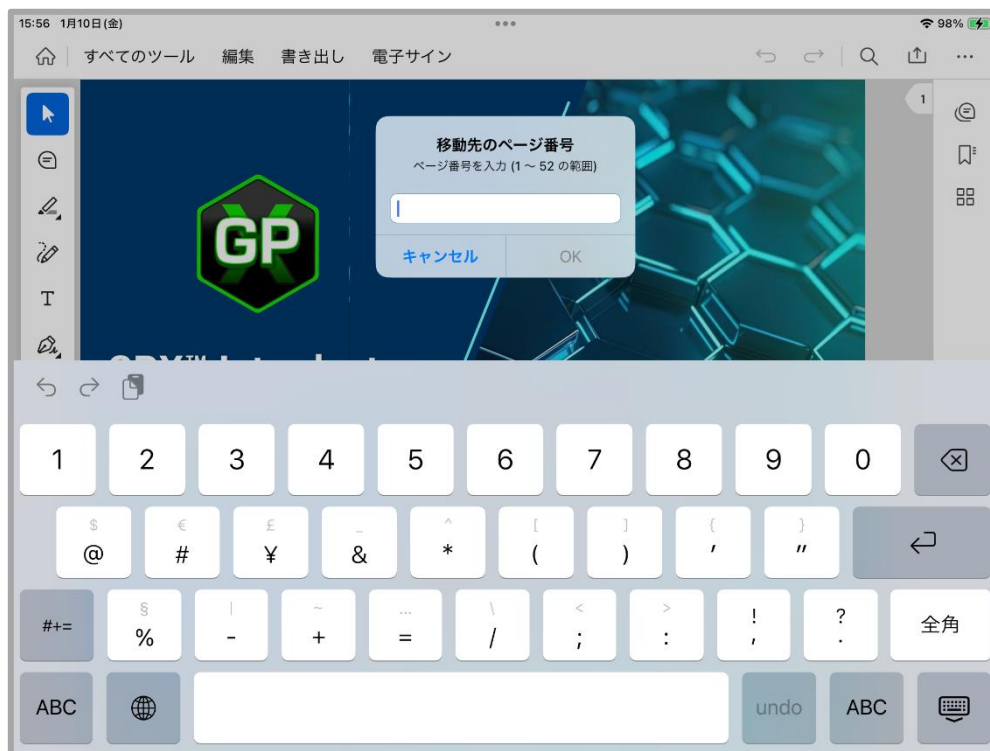 15:56 1月10日(金)
98%
すべてのツール 編集 書き出し 電子サイン
1
移動先のページ番号
ページ番号を入力 (1 ~ 52 の範囲)
キャンセル OK
GP
T
1 2 3 4 5 6 7 8 9 0
$ € £ _ ^ [ ] { }
@ # ¥ & * ( ) ' "
§ | ~ … \ < > ! ?
#+= % - + = / ; : , . 全角
ABC undo ABC